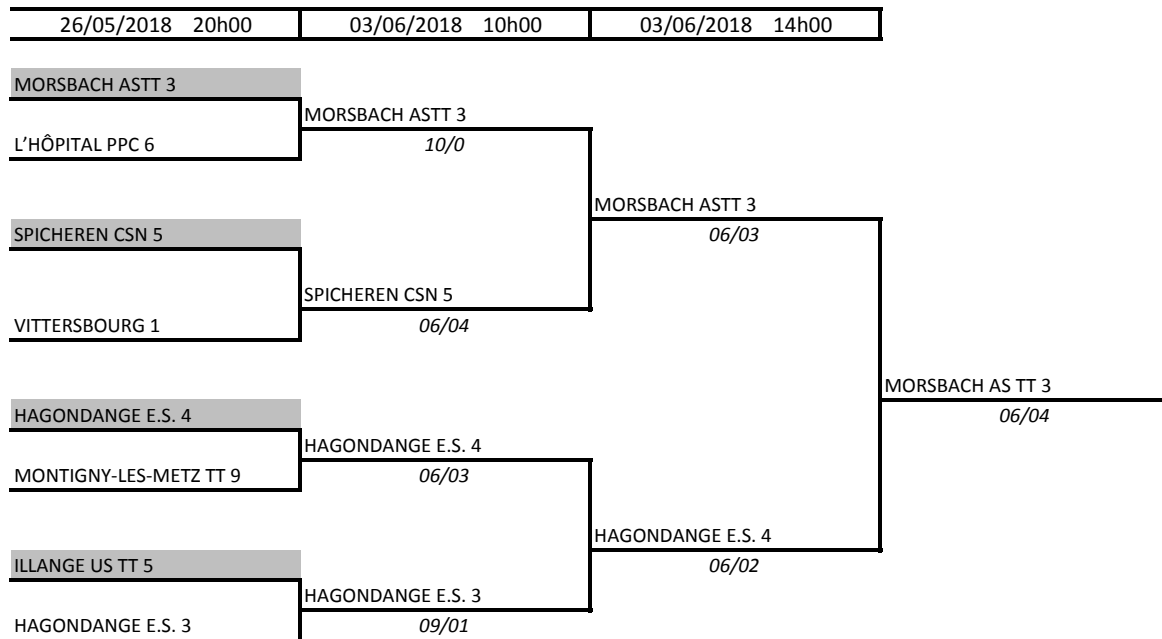 26/05/2018 20h00 03/06/2018 10h00 03/06/2018 14h00
MORSBACH ASTT 3
MORSBACH ASTT 3
L'HÔPITAL PPC 6 10/0
MORSBACH ASTT 3
SPICHEREN CSN 5 06/03
SPICHEREN CSN 5
VITTERSBOURG 1 06/04
MORSBACH AS TT 3
HAGONDANGE E.S. 4 06/04
HAGONDANGE E.S. 4
MONTIGNY-LES-METZ TT 9 06/03
HAGONDANGE E.S. 4
ILLANGE US TT 5 06/02
HAGONDANGE E.S. 3
HAGONDANGE E.S. 3 09/01